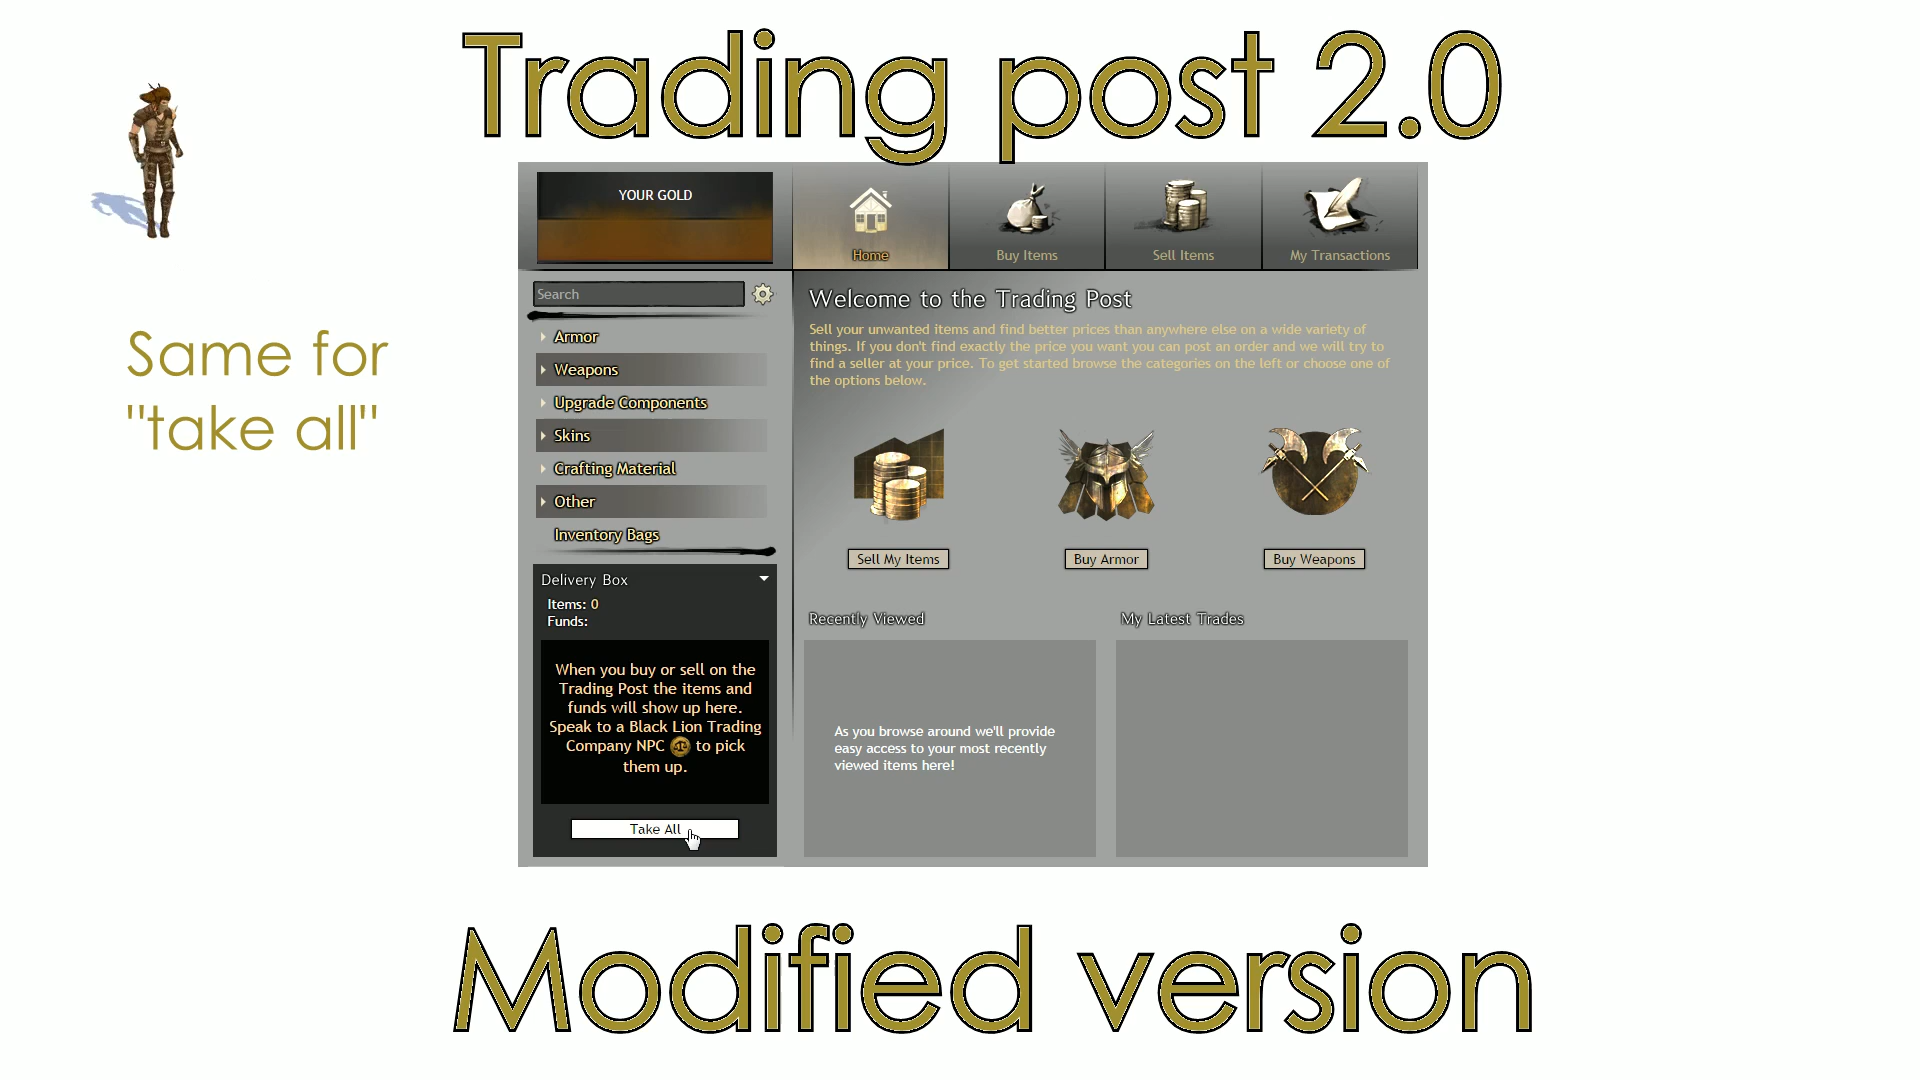 Trading post 2.0
Same for
"take all"
YOUR GOLD
Home
Buy Items
Sell Items
My Transactions
Search
Armor
Weapons
Upgrade Components
Skins
Crafting Material
Other
Inventory Bags
Delivery Box
Items: 0
Funds:
When you buy or sell on the
Trading Post the items and
funds will show up here.
Speak to a Black Lion Trading
Company NPC to pick
them up.
Take All
Welcome to the Trading Post
Sell your unwanted items and find better prices than anywhere else on a wide variety of
things. If you don't find exactly the price you want you can post an order and we will try to
find a seller at your price. To get started browse the categories on the left or choose one of
the options below.
Sell My Items
Buy Armor
Buy Weapons
Recently Viewed
As you browse around we'll provide
easy access to your most recently
viewed items here!
My Latest Trades
Modified version